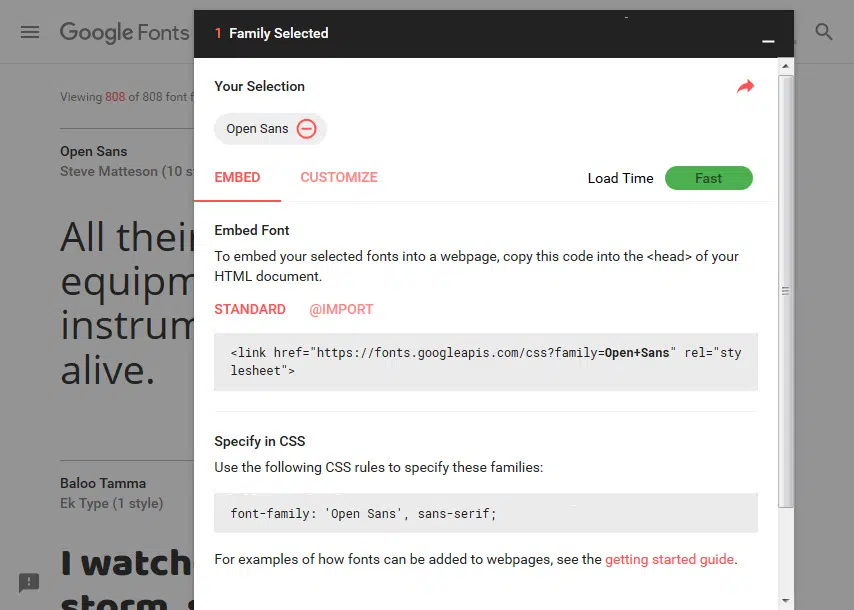 Google Fonts
1 Family Selected
Viewing 808 of 808 font f
Open Sans
Steve Matteson (10 s
All their
equipm
instrum
alive.
Baloo Tamma
Ek Type (1 style)
I watch
storm, s
Your Selection
Open Sans
EMBED CUSTOMIZE Load Time Fast
Embed Font
To embed your selected fonts into a webpage, copy this code into the <head> of your
HTML document.
STANDARD @IMPORT
<link href="https://fonts.googleapis.com/css?family=Open+Sans" rel="sty
lesheet">
Specify in CSS
Use the following CSS rules to specify these families:
font-family: 'Open Sans', sans-serif;
For examples of how fonts can be added to webpages, see the getting started guide.